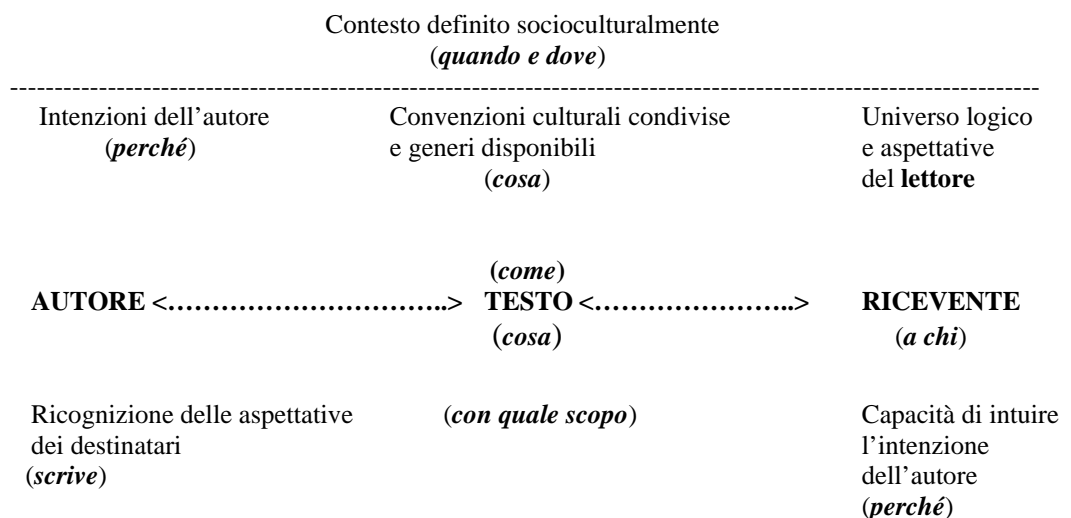 Contesto definito socioculturalmente
(quando e dove)
--------------------------------------------------------------------------------------------------------------------
Intenzioni dell’autore Convenzioni culturali condivise Universo logico
(perché) e generi disponibili e aspettative
(cosa) del lettore
(come)
AUTORE <…………………………..> TESTO <…………………..> RICEVENTE
(cosa) (a chi)
Ricognizione delle aspettative (con quale scopo) Capacità di intuire
dei destinatari l’intenzione
(scrive) dell’autore
(perché)